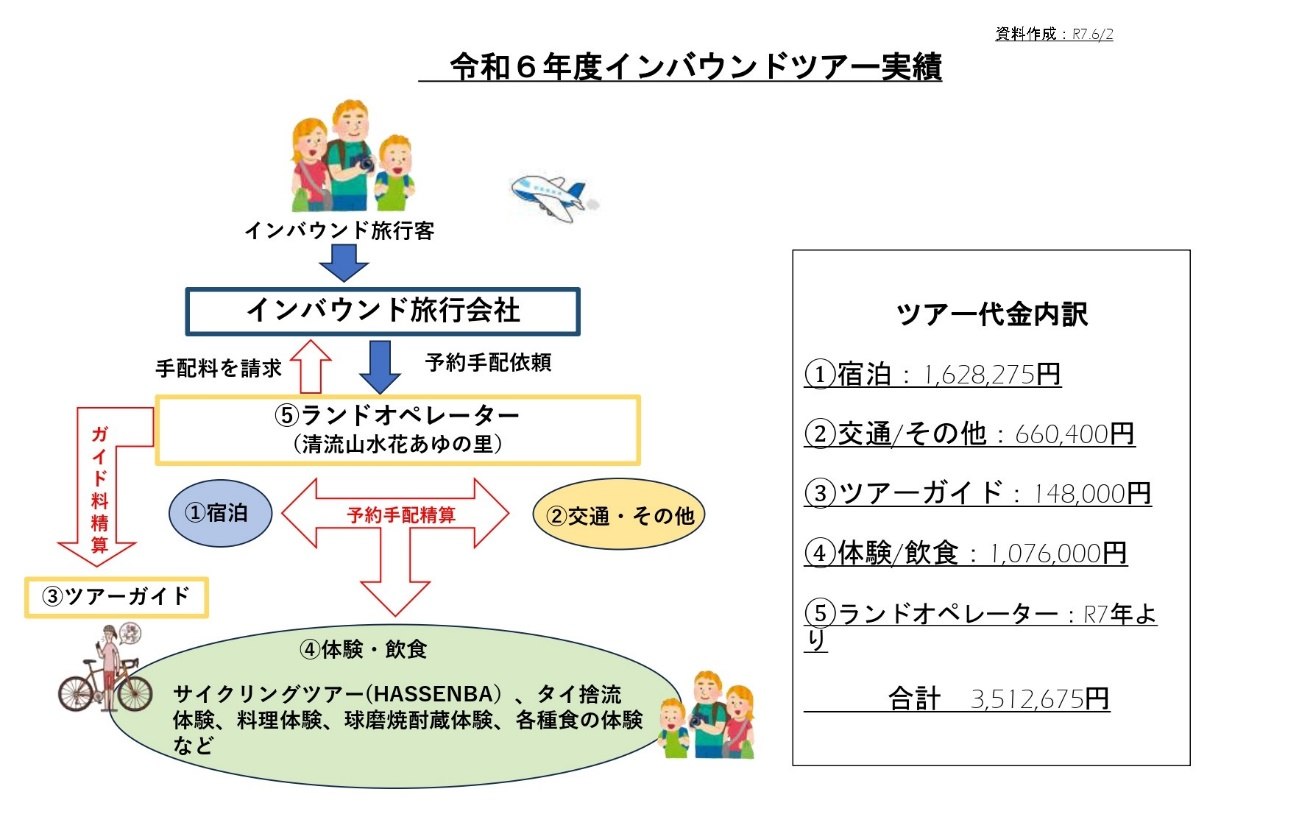 資料作成：R7.6/2
令和６年度インバウンドツアー実績
インバウンド旅行客
インバウンド旅行会社
手配料を請求
予約手配依頼
⑤ランドオペレーター
（清流山水花あゆの里）
ガイド料精算
①宿泊
予約手配精算
②交通・その他
③ツアーガイド
④体験・飲食
サイクリングツアー(HASSENBA）、タイ捨流
体験、料理体験、球磨焼酎蔵体験、各種食の体験
など
ツアー代金内訳
①宿泊：1,628,275円
②交通/その他：660,400円
③ツアーガイド：148,000円
④体験/飲食：1,076,000円
⑤ランドオペレーター：R7年よ
り
合計　3,512,675円